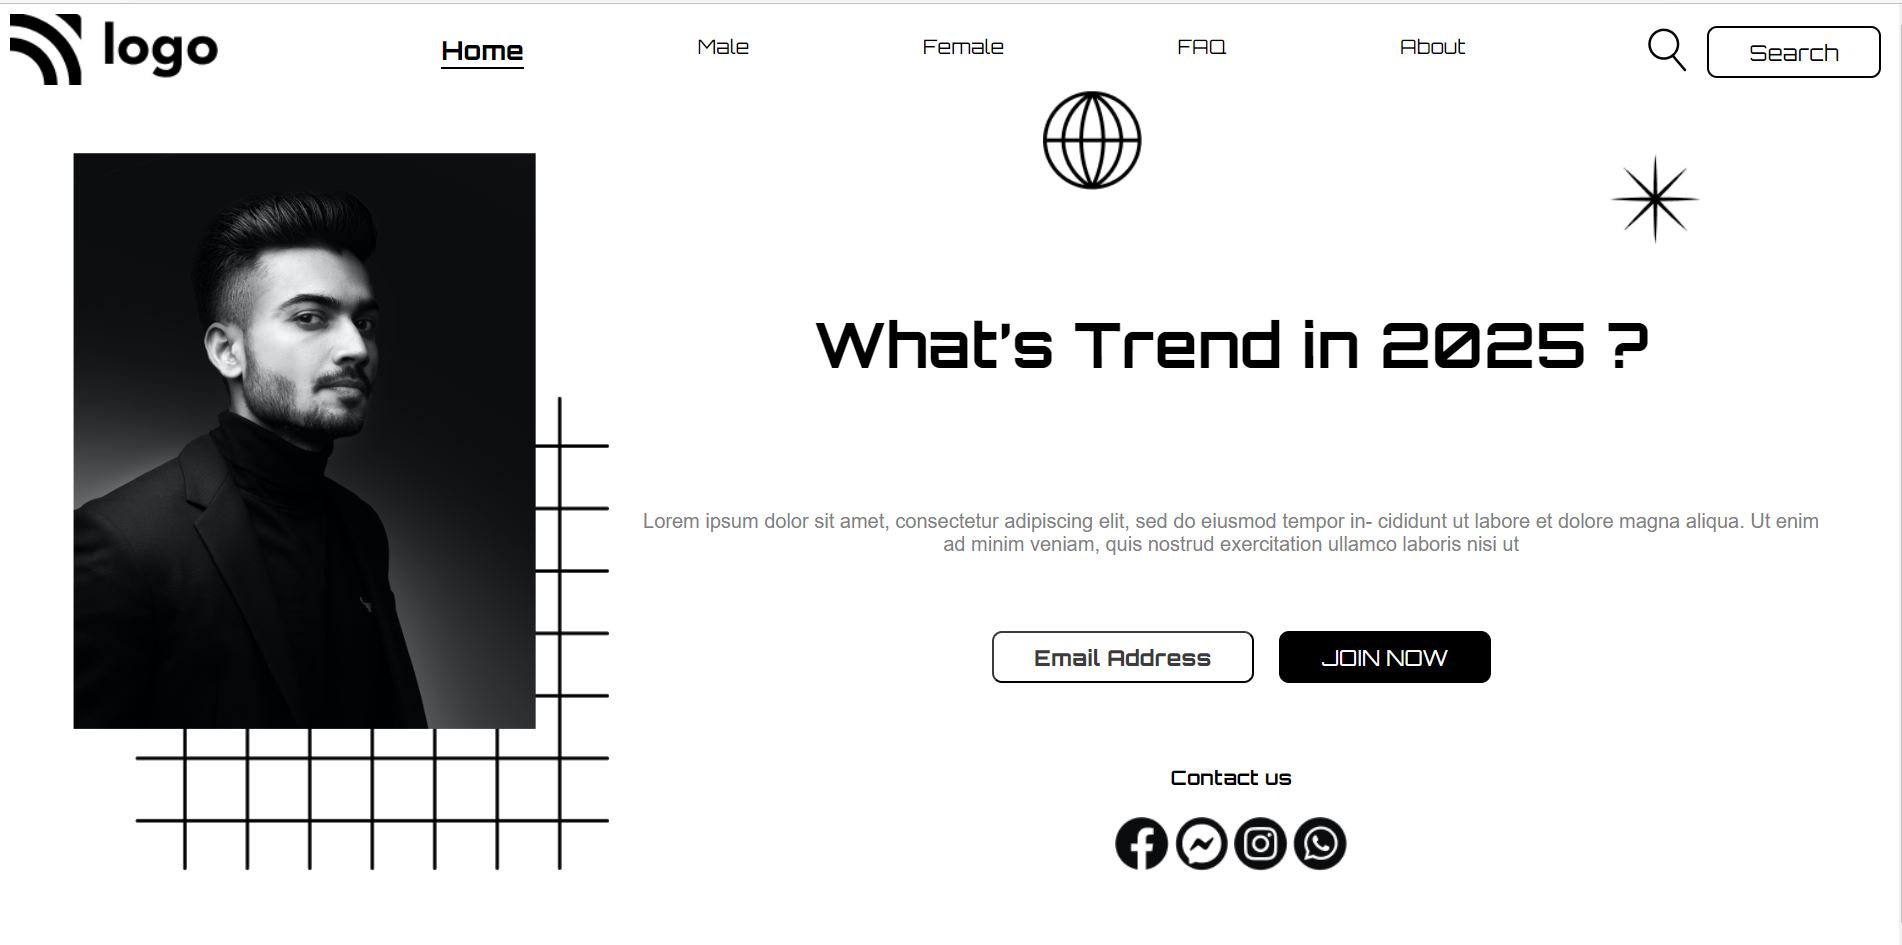 logo
Home
Male
Female
FAQ
About
Search
What's Trend in 2025 ?
Lorem ipsum dolor sit amet, consectetur adipiscing elit, sed do eiusmod tempor in- cididunt ut labore et dolore magna aliqua. Ut enim
ad minim veniam, quis nostrud exercitation ullamco laboris nisi ut
Email Address
JOIN NOW
Contact us